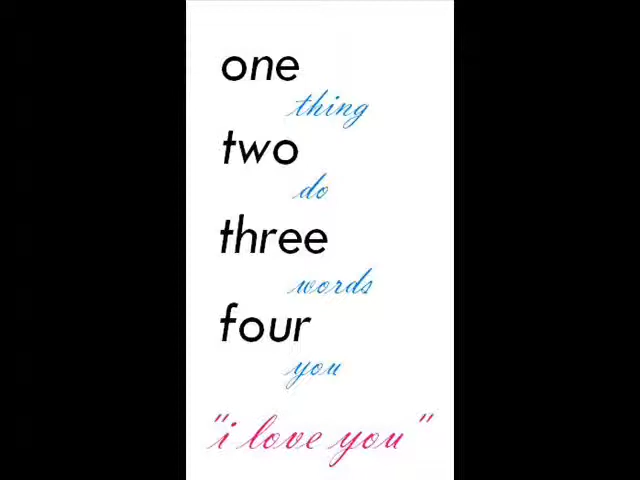 one
thing
two
do
three
words
four
you
"i love you"